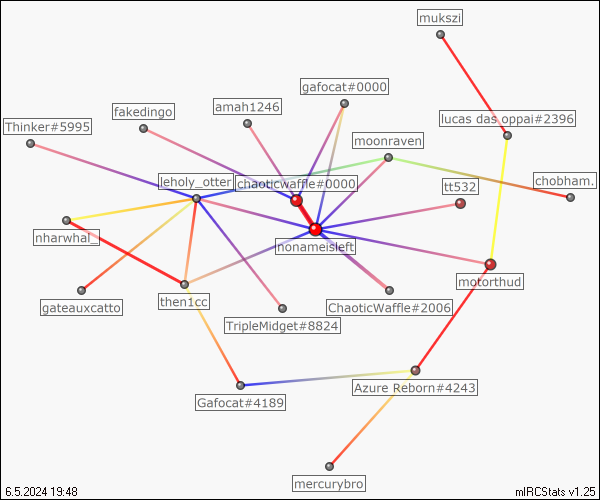 mukszi
gafocat#0000
amah1246
fakedingo
lucas das oppai#2396
Thinker#5995
moonraven
leholy_otter
chaoticwaffle#0000
tt532
chobham.
nharwhal_
nonameisleft
motorthud
gateauxcatto
then1cc
ChaoticWaffle#2006
TripleMidget#8824
Azure Reborn#4243
Gafocat#4189
mercurybro
6.5.2024 19:48
mIRCStats v1.25